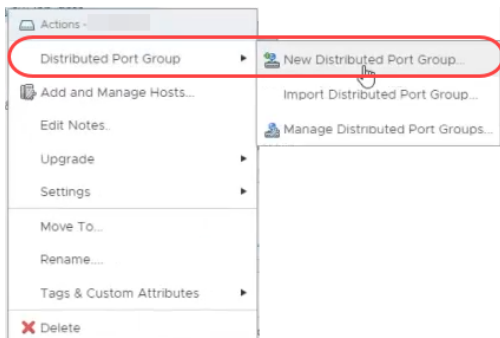 Actions -
Distributed Port Group
New Distributed Port Group...
Add and Manage Hosts...
Import Distributed Port Group...
Edit Notes.
Manage Distributed Port Groups...
Upgrade
Settings
Move To...
Rename....
Tags & Custom Attributes
Delete